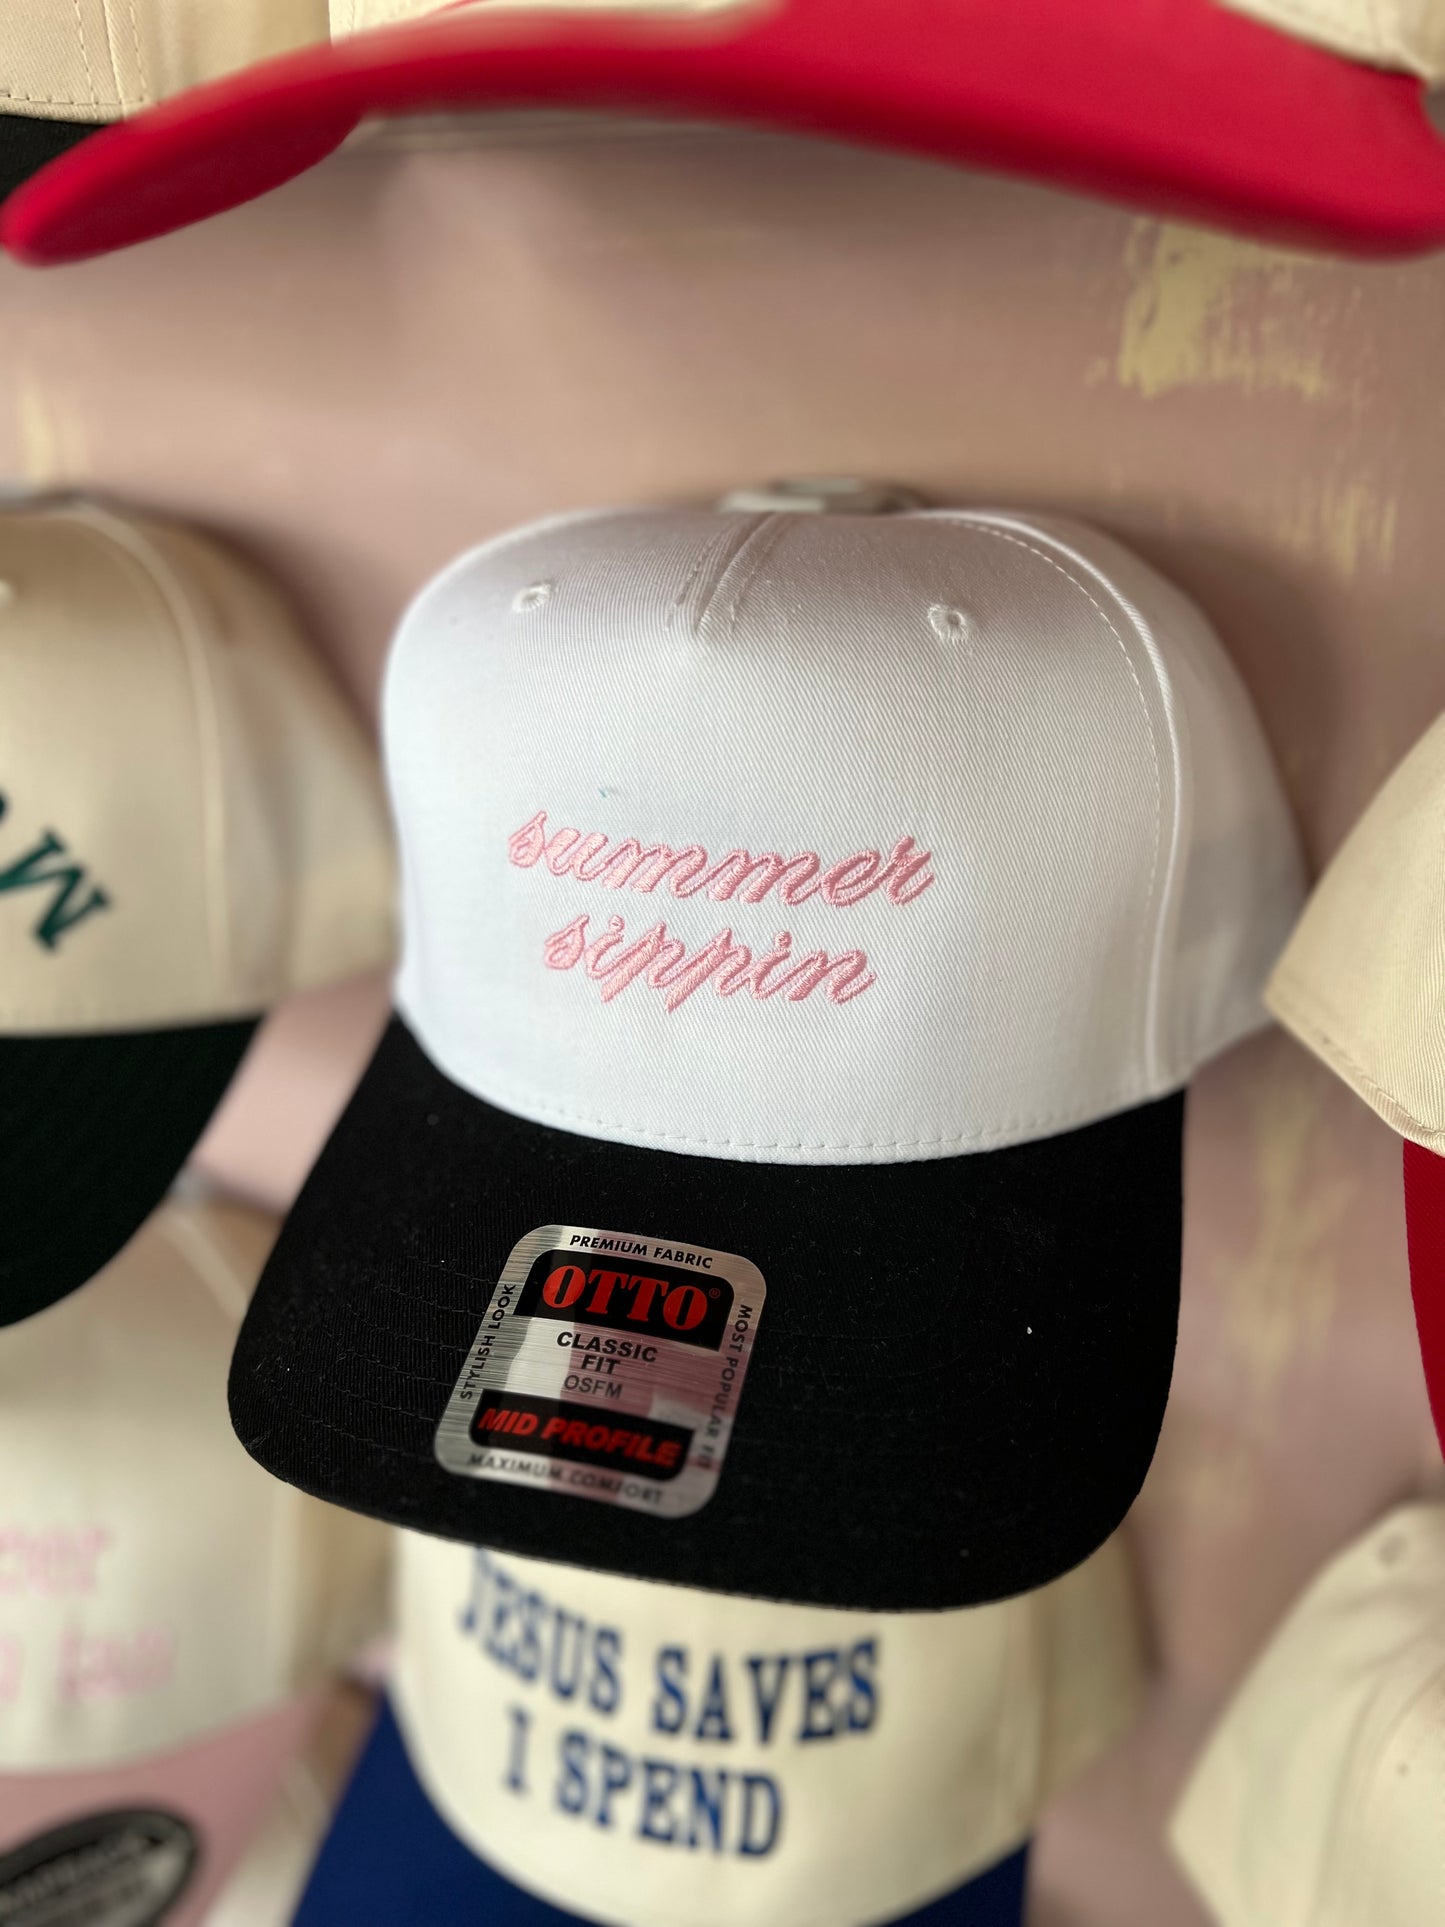 summer
sippin
PREMIUM FABRIC
OTTO®
STYLISH LOOK
MOST POPULAR FIT
CLASSIC
FIT
OSFM
MID PROFILE
MAXIMUM COMFORT
JESUS SAVES
I SPEND